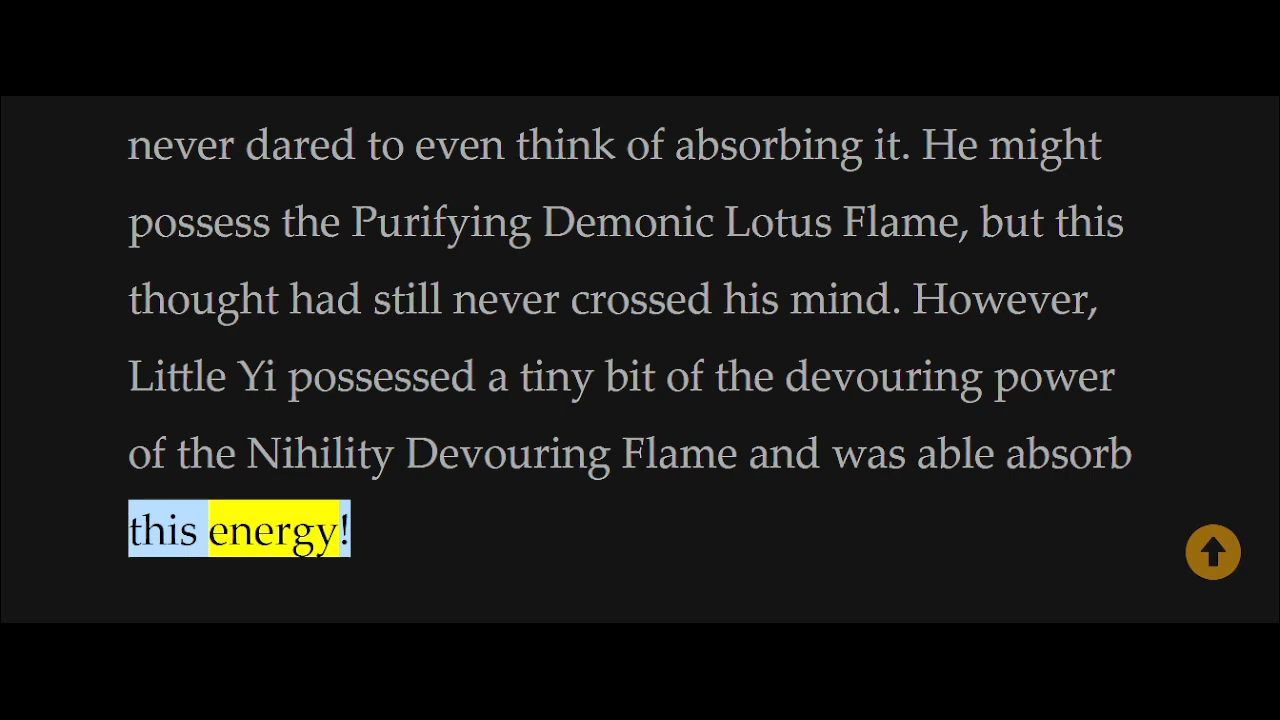 never dared to even think of absorbing it. He might
possess the Purifying Demonic Lotus Flame, but this
thought had still never crossed his mind. However,
Little Yi possessed a tiny bit of the devouring power
of the Nihility Devouring Flame and was able absorb
this energy!